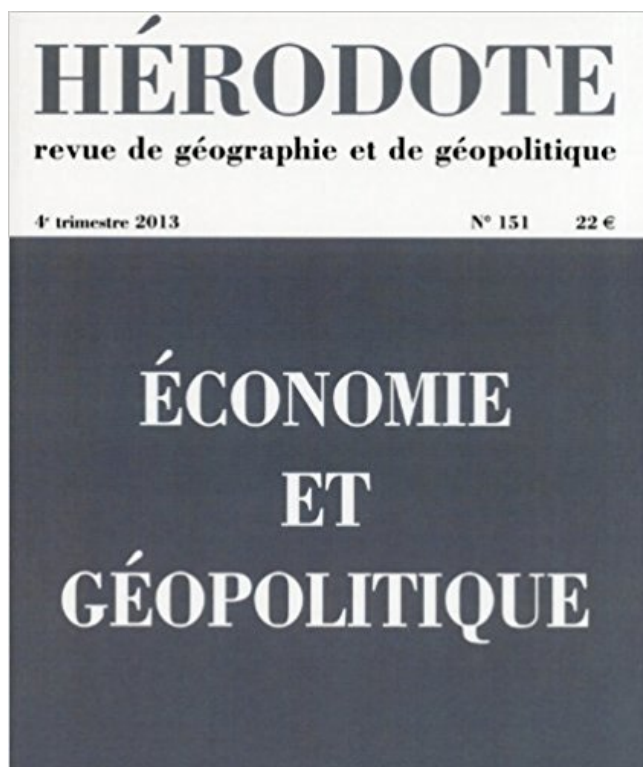 HÉRODOTE
revue de géographie et de géopolitique
4e trimestre 2013 N° 151 22 €
ÉCONOMIE
ET
GÉOPOLITIQUE